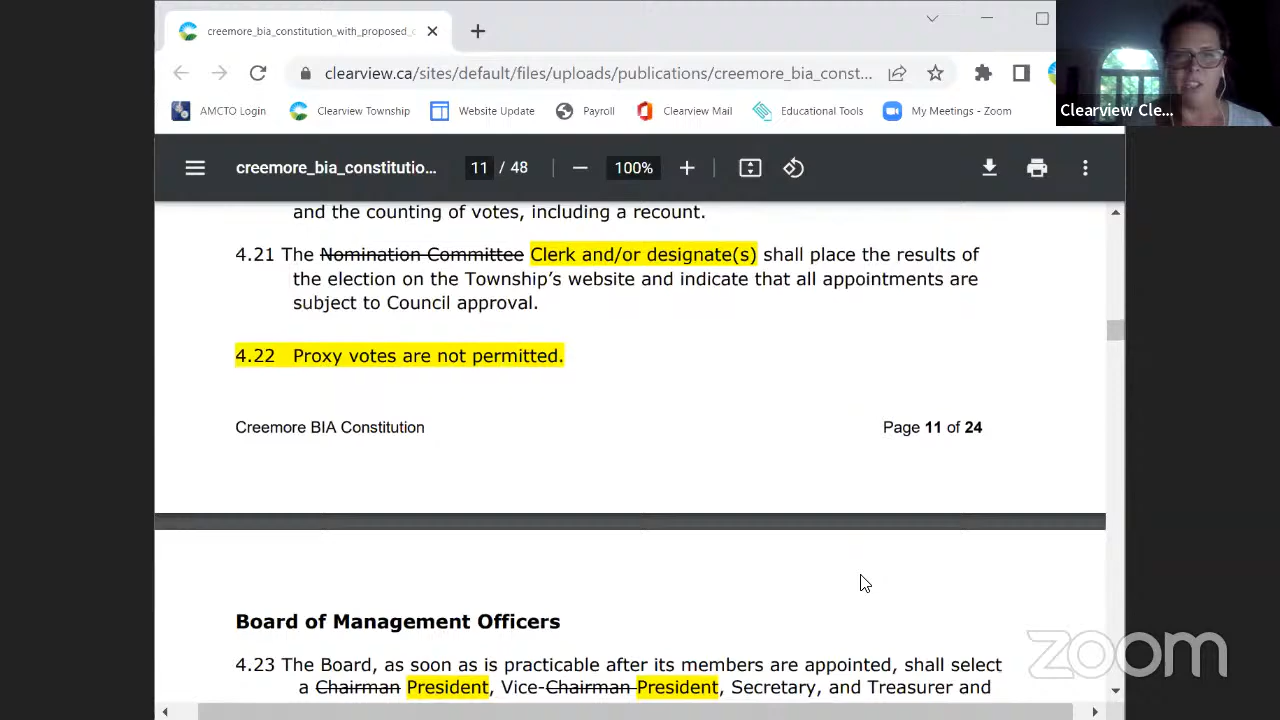 creemore_bia_constitution_with_proposed_
clearview.ca/sites/default/files/uploads/publications/creemore_bia_const...
AMCTO Login Clearview Township Website Update Payroll Clearview Mail Educational Tools My Meetings - Zoom
Clearview Cle...
creemore_bia_constitutio... 11 / 48 100%
and the counting of votes, including a recount.
4.21 The Nomination Committee Clerk and/or designate(s) shall place the results of
the election on the Township's website and indicate that all appointments are
subject to Council approval.
4.22 Proxy votes are not permitted.
Creemore BIA Constitution Page 11 of 24
Board of Management Officers
4.23 The Board, as soon as is practicable after its members are appointed, shall select
a Chairman President, Vice-Chairman President, Secretary, and Treasurer and
zoom